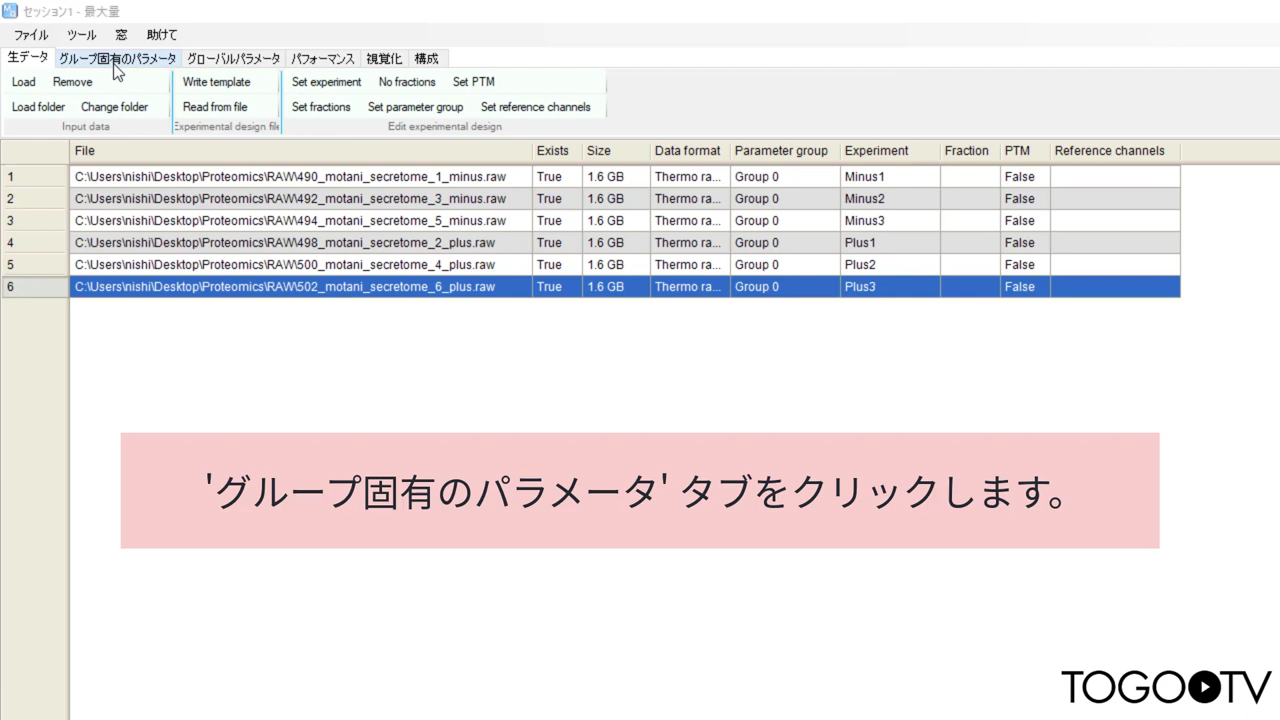 セッション1 - 最大量
ファイル ツール 窓 助けて
生データ グループ固有のパラメータ グローバルパラメータ パフォーマンス 視覚化 構成
Load Remove Write template Set experiment No fractions Set PTM
Load folder Change folder Read from file Set fractions Set parameter group Set reference channels
Input data Experimental design file Edit experimental design
File Exists Size Data format Parameter group Experiment Fraction PTM Reference channels
1 C:\Users\nishi\Desktop\Proteomics\RAW\490_motani_secretome_1_minus.raw True 1.6 GB Thermo ra... Group 0 Minus1 False
2 C:\Users\nishi\Desktop\Proteomics\RAW\492_motani_secretome_3_minus.raw True 1.6 GB Thermo ra... Group 0 Minus2 False
3 C:\Users\nishi\Desktop\Proteomics\RAW\494_motani_secretome_5_minus.raw True 1.6 GB Thermo ra... Group 0 Minus3 False
4 C:\Users\nishi\Desktop\Proteomics\RAW\498_motani_secretome_2_plus.raw True 1.6 GB Thermo ra... Group 0 Plus1 False
5 C:\Users\nishi\Desktop\Proteomics\RAW\500_motani_secretome_4_plus.raw True 1.6 GB Thermo ra... Group 0 Plus2 False
6 C:\Users\nishi\Desktop\Proteomics\RAW\502_motani_secretome_6_plus.raw True 1.6 GB Thermo ra... Group 0 Plus3 False
'グループ固有のパラメータ' タブをクリックします。
TOGO TV